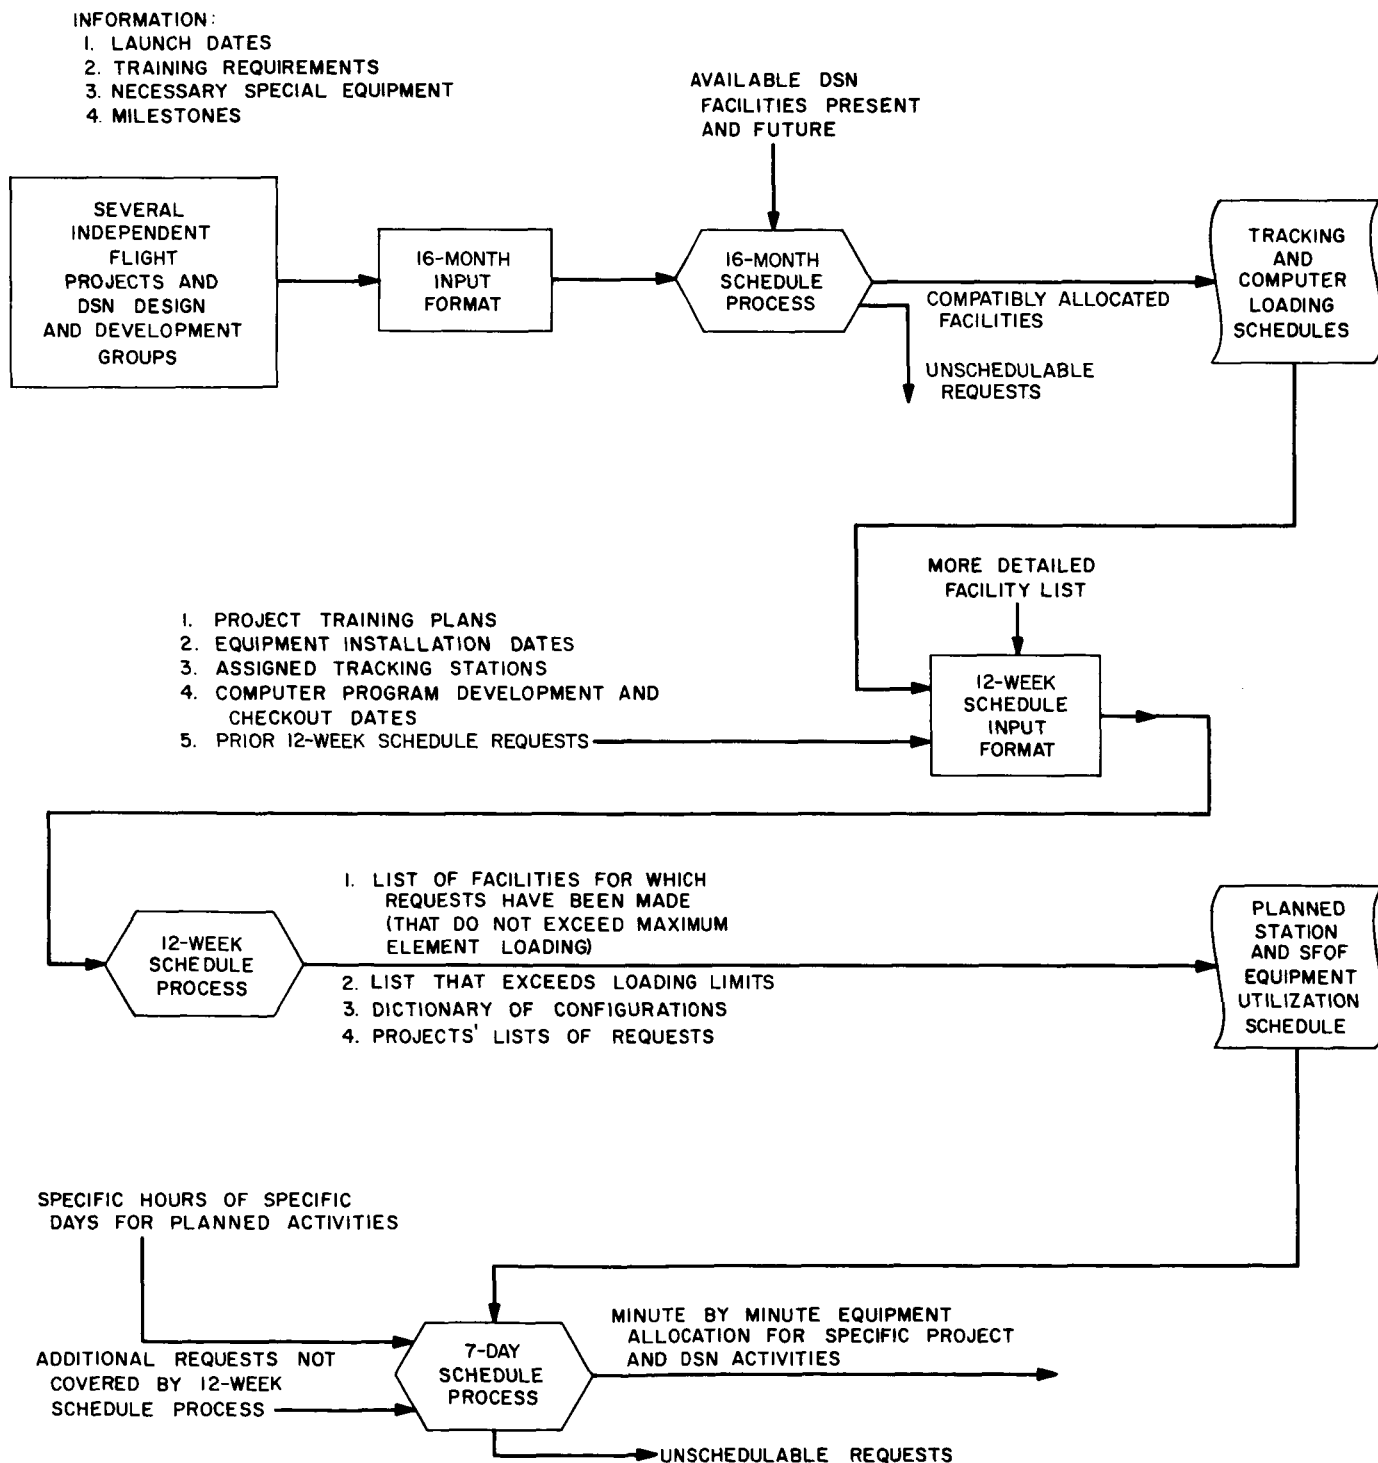 INFORMATION:
1. LAUNCH DATES
2. TRAINING REQUIREMENTS
3. NECESSARY SPECIAL EQUIPMENT
4. MILESTONES
AVAILABLE DSN
FACILITIES PRESENT
AND FUTURE
SEVERAL
INDEPENDENT
FLIGHT
PROJECTS AND
DSN DESIGN
AND DEVELOPMENT
GROUPS
16-MONTH
INPUT
FORMAT
16-MONTH
SCHEDULE
PROCESS
COMPATIBLY ALLOCATED
FACILITIES
UNSCHEDULABLE
REQUESTS
TRACKING
AND
COMPUTER
LOADING
SCHEDULES
MORE DETAILED
FACILITY LIST
1. PROJECT TRAINING PLANS
2. EQUIPMENT INSTALLATION DATES
3. ASSIGNED TRACKING STATIONS
4. COMPUTER PROGRAM DEVELOPMENT AND
CHECKOUT DATES
5. PRIOR 12-WEEK SCHEDULE REQUESTS
12-WEEK
SCHEDULE
INPUT
FORMAT
12-WEEK
SCHEDULE
PROCESS
1. LIST OF FACILITIES FOR WHICH
REQUESTS HAVE BEEN MADE
(THAT DO NOT EXCEED MAXIMUM
ELEMENT LOADING)
2. LIST THAT EXCEEDS LOADING LIMITS
3. DICTIONARY OF CONFIGURATIONS
4. PROJECTS' LISTS OF REQUESTS
PLANNED
STATION
AND SFOF
EQUIPMENT
UTILIZATION
SCHEDULE
SPECIFIC HOURS OF SPECIFIC
DAYS FOR PLANNED ACTIVITIES
ADDITIONAL REQUESTS NOT
COVERED BY 12-WEEK
SCHEDULE PROCESS
7-DAY
SCHEDULE
PROCESS
MINUTE BY MINUTE EQUIPMENT
ALLOCATION FOR SPECIFIC PROJECT
AND DSN ACTIVITIES
UNSCHEDULABLE REQUESTS